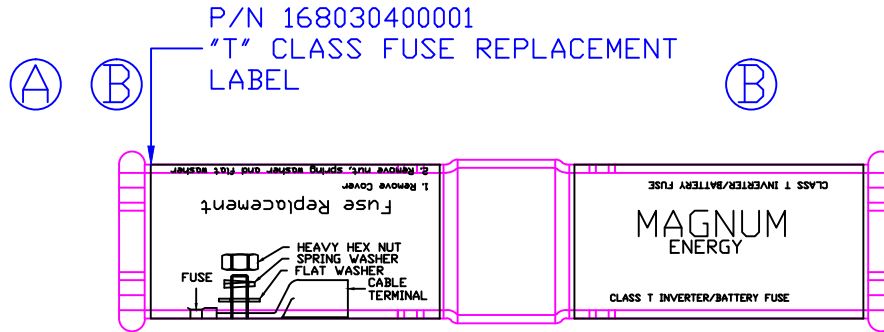 P/N 168030400001
"T" CLASS FUSE REPLACEMENT
LABEL
A
B
B
2. Remove nut, spring washer and flat washer
1. Remove Cover
Fuse Replacement
HEAVY HEX NUT
SPRING WASHER
FLAT WASHER
FUSE
CABLE
TERMINAL
CLASS T INVERTER/BATTERY FUSE
MAGNUM
ENERGY
CLASS T INVERTER/BATTERY FUSE